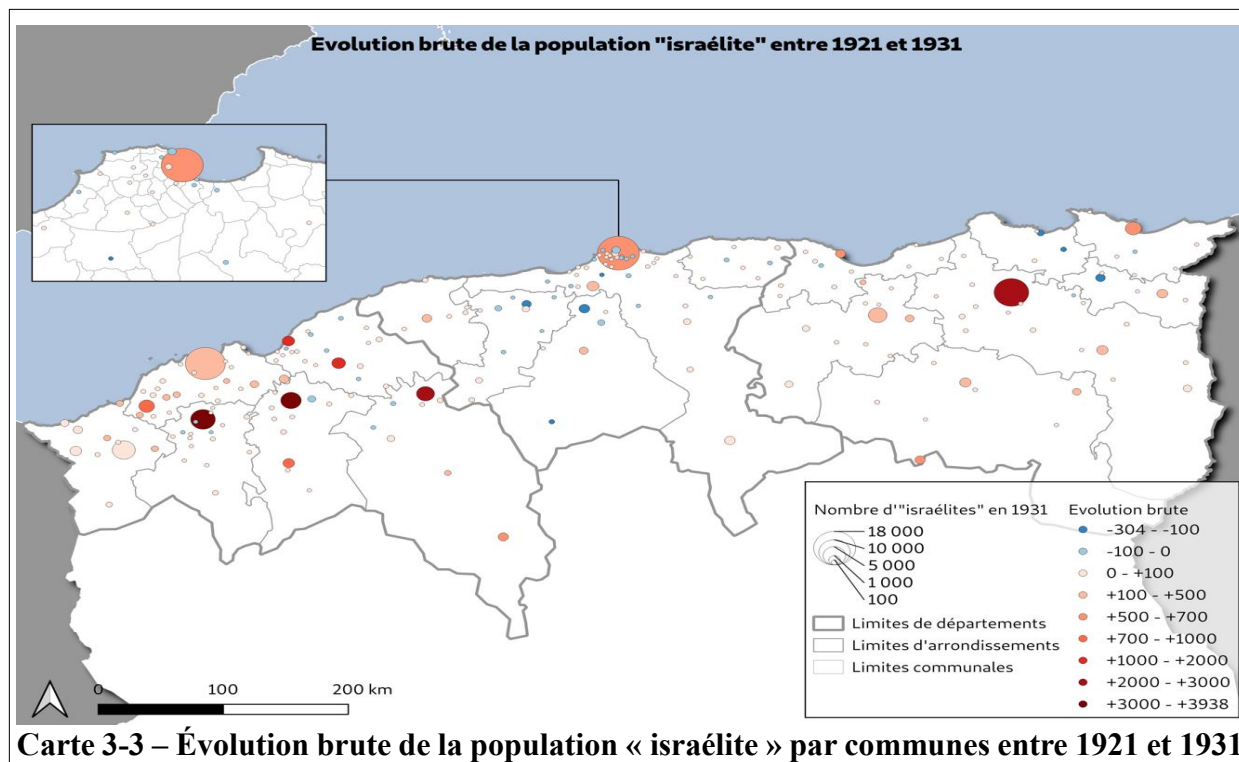 Evolution brute de la population "israélite" entre 1921 et 1931
Nombre d'"israélites" en 1931
18 000
10 000
5 000
1 000
100
Limites de départements
Limites d'arrondissements
Limites communales
Evolution brute
-304 - -100
-100 - 0
0 - +100
+100 - +500
+500 - +700
+700 - +1000
+1000 - +2000
+2000 - +3000
+3000 - +3938
0 100 200 km
Carte 3-3 – Évolution brute de la population « israélite » par communes entre 1921 et 1931